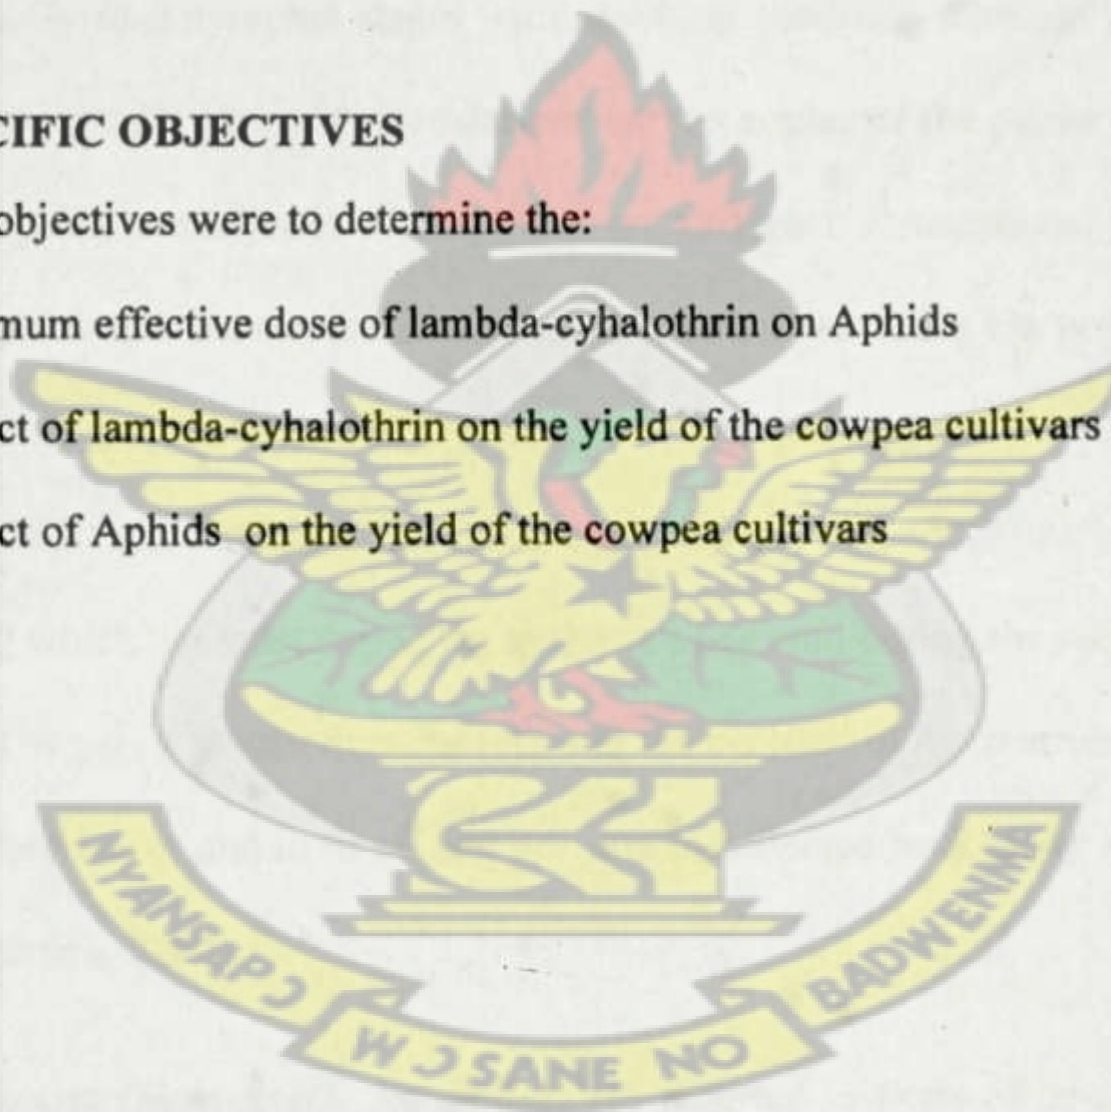 CIFIC OBJECTIVES
objectives were to determine the:
mum effective dose of lambda-cyhalothrin on Aphids
ct of lambda-cyhalothrin on the yield of the cowpea cultivars
ct of Aphids on the yield of the cowpea cultivars
NYANSAPƆ
WƆSANE NO
BADWENMA